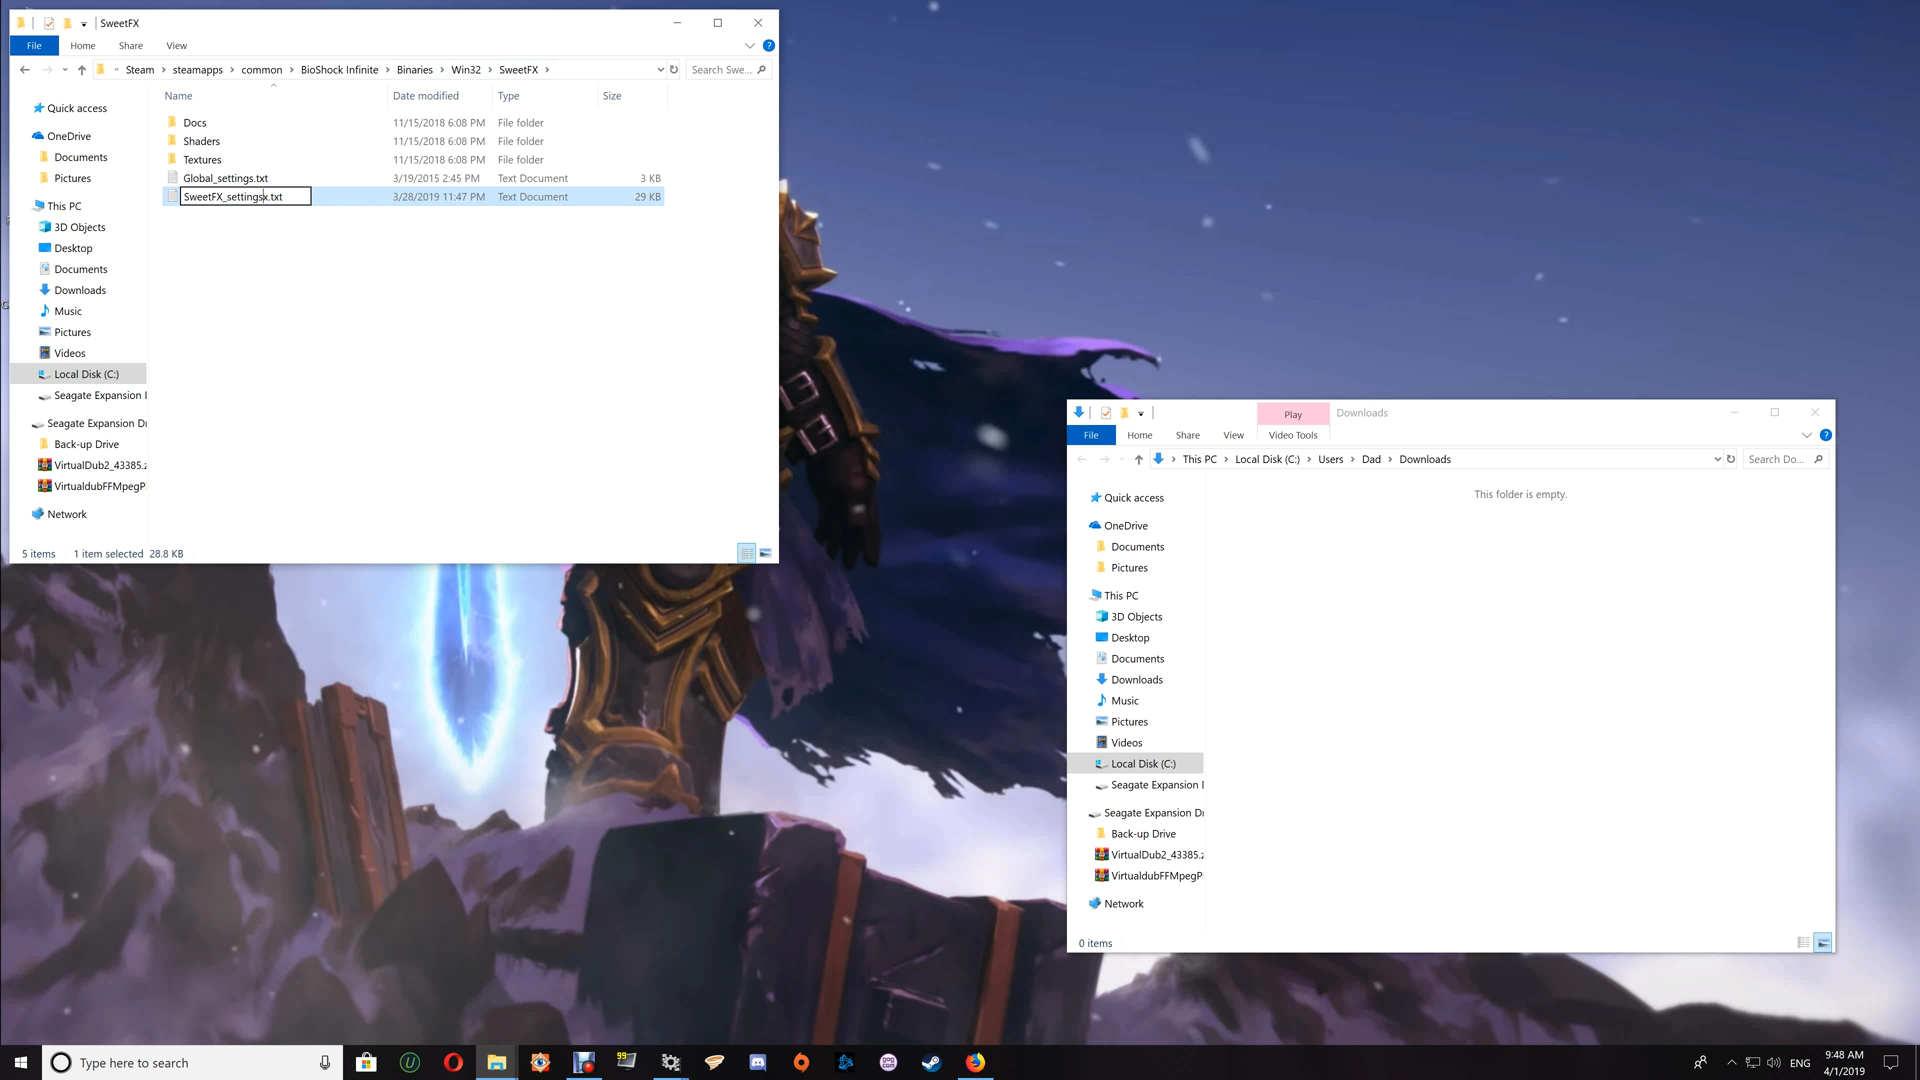 SweetFX
File
Home
Share
View
Steam
steamapps
common
BioShock Infinite
Binaries
Win32
SweetFX
Search Swe...
Name
Date modified
Type
Size
Quick access
OneDrive
Documents
Pictures
This PC
3D Objects
Desktop
Documents
Downloads
Music
Pictures
Videos
Local Disk (C:)
Seagate Expansion
Seagate Expansion Dr
Back-up Drive
VirtualDub2_43385.z
VirtualdubFFMpegP
Network
Docs 11/15/2018 6:08 PM File folder
Shaders 11/15/2018 6:08 PM File folder
Textures 11/15/2018 6:08 PM File folder
Global_settings.txt 3/19/2015 2:45 PM Text Document 3 KB
SweetFX_settingsx.txt 3/28/2019 11:47 PM Text Document 29 KB
5 items 1 item selected 28.8 KB
Play
Downloads
File
Home
Share
View
Video Tools
This PC
Local Disk (C:)
Users
Dad
Downloads
Search Do...
Quick access
OneDrive
Documents
Pictures
This PC
3D Objects
Desktop
Documents
Downloads
Music
Pictures
Videos
Local Disk (C:)
Seagate Expansion
Seagate Expansion Dr
Back-up Drive
VirtualDub2_43385.z
VirtualdubFFMpegP
Network
This folder is empty.
0 items
Type here to search
99
ENG
9:48 AM
4/1/2019